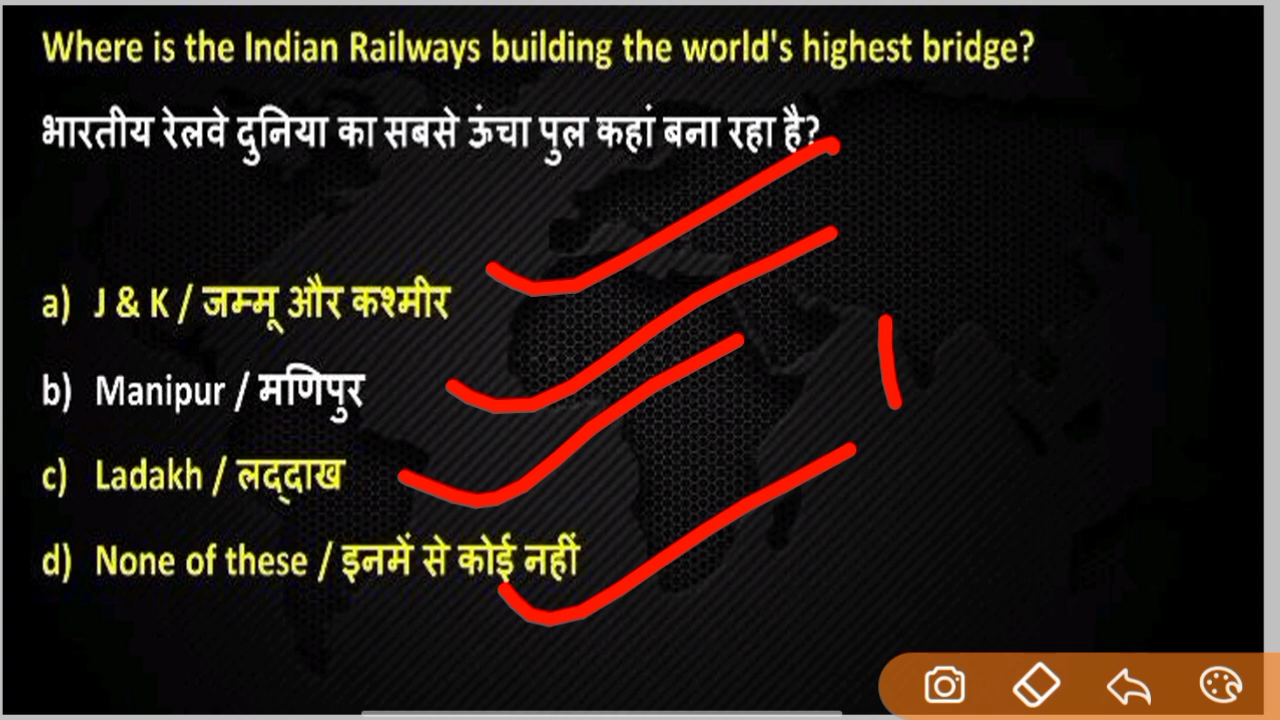 Where is the Indian Railways building the world's highest bridge?
भारतीय रेलवे दुनिया का सबसे ऊंचा पुल कहां बना रहा है?
a) J & K / जम्मू और कश्मीर
b) Manipur / मणिपुर
c) Ladakh / लद्दाख
d) None of these / इनमें से कोई नहीं